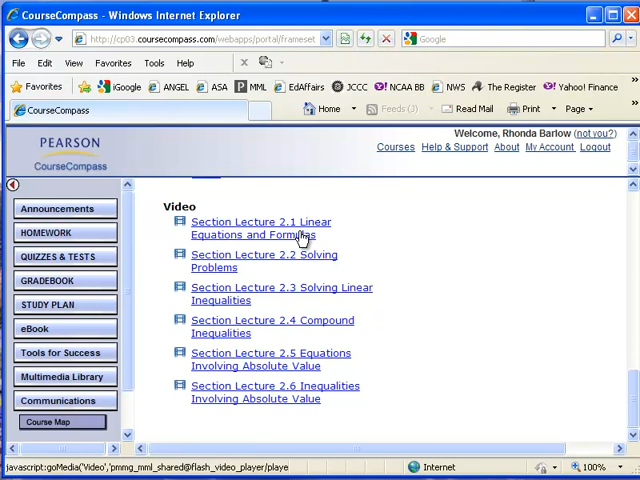 CourseCompass - Windows Internet Explorer
http://cp03.coursecompass.com/webapps/portal/frameset
Google
File Edit View Favorites Tools Help
Favorites iGoogle ANGEL ASA MML EdAffairs JCCC NCAA BB NWS The Register Yahoo! Finance
CourseCompass Home Feeds (3) Read Mail Print Page
PEARSON
CourseCompass
Welcome, Rhonda Barlow (not you?)
Courses Help & Support About My Account Logout
Announcements
HOMEWORK
QUIZZES & TESTS
GRADEBOOK
STUDY PLAN
eBook
Tools for Success
Multimedia Library
Communications
Course Map
Video
Section Lecture 2.1 Linear
Equations and Formulas
Section Lecture 2.2 Solving
Problems
Section Lecture 2.3 Solving Linear
Inequalities
Section Lecture 2.4 Compound
Inequalities
Section Lecture 2.5 Equations
Involving Absolute Value
Section Lecture 2.6 Inequalities
Involving Absolute Value
javascript:goMedia('Video','pmmg_mml_shared@flash_video_player/playe
Internet
100%